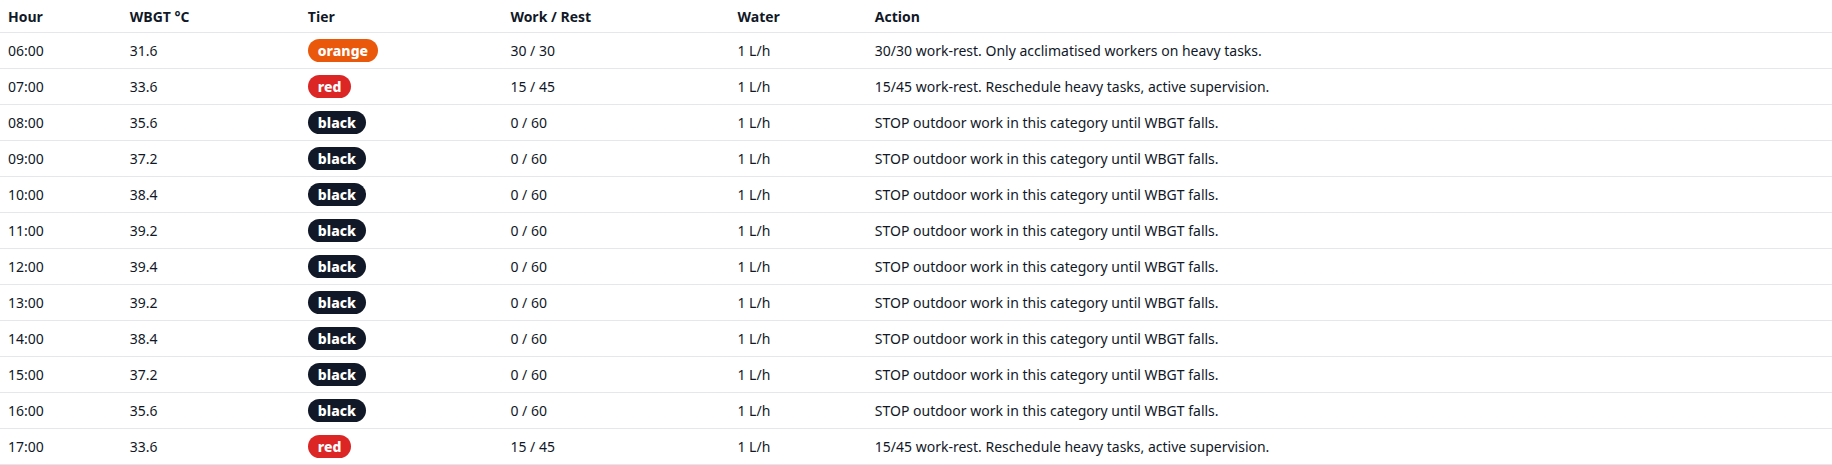 Hour WBGT °C Tier Work / Rest Water Action
06:00 31.6 orange 30 / 30 1 L/h 30/30 work-rest. Only acclimatised workers on heavy tasks.
07:00 33.6 red 15 / 45 1 L/h 15/45 work-rest. Reschedule heavy tasks, active supervision.
08:00 35.6 black 0 / 60 1 L/h STOP outdoor work in this category until WBGT falls.
09:00 37.2 black 0 / 60 1 L/h STOP outdoor work in this category until WBGT falls.
10:00 38.4 black 0 / 60 1 L/h STOP outdoor work in this category until WBGT falls.
11:00 39.2 black 0 / 60 1 L/h STOP outdoor work in this category until WBGT falls.
12:00 39.4 black 0 / 60 1 L/h STOP outdoor work in this category until WBGT falls.
13:00 39.2 black 0 / 60 1 L/h STOP outdoor work in this category until WBGT falls.
14:00 38.4 black 0 / 60 1 L/h STOP outdoor work in this category until WBGT falls.
15:00 37.2 black 0 / 60 1 L/h STOP outdoor work in this category until WBGT falls.
16:00 35.6 black 0 / 60 1 L/h STOP outdoor work in this category until WBGT falls.
17:00 33.6 red 15 / 45 1 L/h 15/45 work-rest. Reschedule heavy tasks, active supervision.